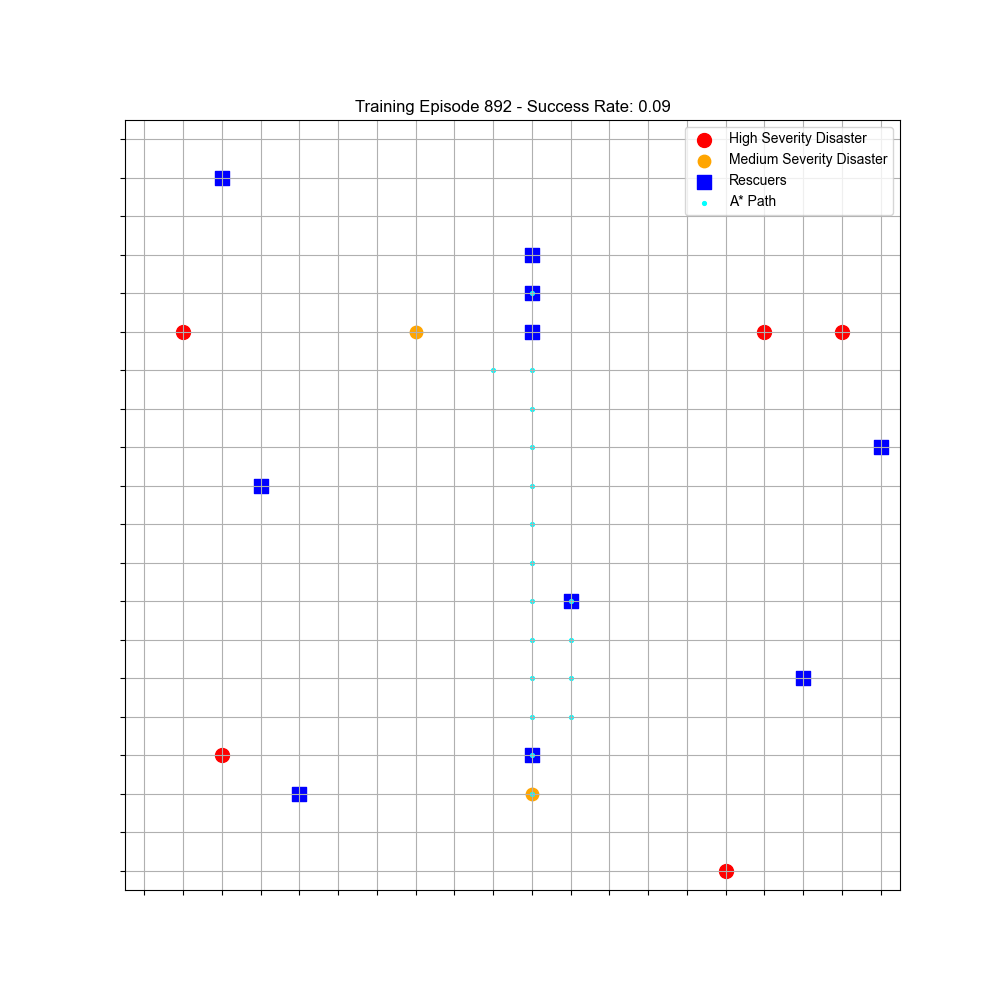 Training Episode 892 - Success Rate: 0.09
High Severity Disaster
Medium Severity Disaster
Rescuers
A* Path